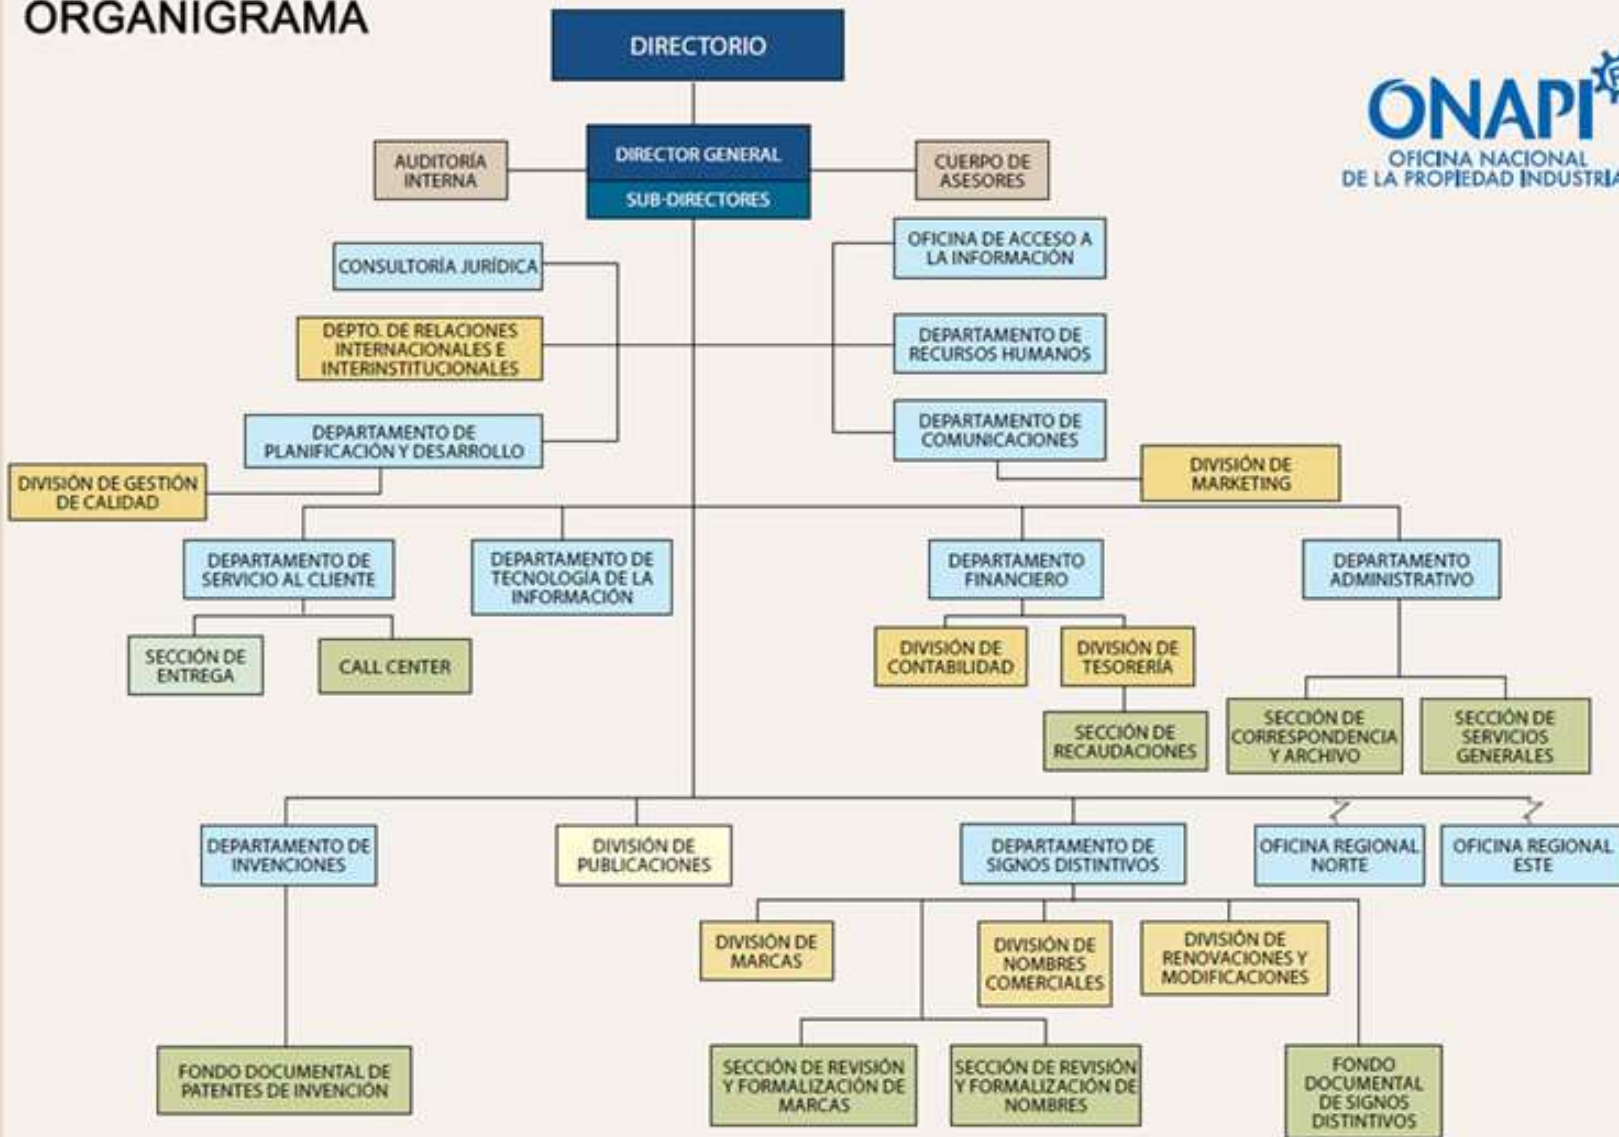 ORGANIGRAMA
DIRECTORIO
ONAPI
OFICINA NACIONAL
DE LA PROPIEDAD INDUSTRIA
AUDITORÍA
INTERNA
DIRECTOR GENERAL
SUB-DIRECTORES
CUERPO DE
ASESORES
CONSULTORÍA JURÍDICA
OFICINA DE ACCESO A
LA INFORMACIÓN
DEPTO. DE RELACIONES
INTERNACIONALES E
INTERINSTITUCIONALES
DEPARTAMENTO DE
RECURSOS HUMANOS
DEPARTAMENTO DE
PLANIFICACIÓN Y DESARROLLO
DEPARTAMENTO DE
COMUNICACIONES
DIVISIÓN DE GESTIÓN
DE CALIDAD
DIVISIÓN DE
MARKETING
DEPARTAMENTO DE
SERVICIO AL CLIENTE
DEPARTAMENTO DE
TECNOLOGÍA DE LA
INFORMACIÓN
DEPARTAMENTO
FINANCIERO
DEPARTAMENTO
ADMINISTRATIVO
SECCIÓN DE
ENTREGA
CALL CENTER
DIVISIÓN DE
CONTABILIDAD
DIVISIÓN DE
TESORERÍA
SECCIÓN DE
RECAUDACIONES
SECCIÓN DE
CORRESPONDENCIA
Y ARCHIVO
SECCIÓN DE
SERVICIOS
GENERALES
DEPARTAMENTO DE
INVENCIONES
DIVISIÓN DE
PUBLICACIONES
DEPARTAMENTO DE
SIGNOS DISTINTIVOS
OFICINA REGIONAL
NORTE
OFICINA REGIONAL
ESTE
DIVISIÓN DE
MARCAS
DIVISIÓN DE
NOMBRES
COMERCIALES
DIVISIÓN DE
RENOVACIONES Y
MODIFICACIONES
FONDO DOCUMENTAL DE
PATENTES DE INVENCIÓN
SECCIÓN DE REVISIÓN
Y FORMALIZACIÓN DE
MARCAS
SECCIÓN DE REVISIÓN
Y FORMALIZACIÓN DE
NOMBRES
FONDO
DOCUMENTAL
DE SIGNOS
DISTINTIVOS